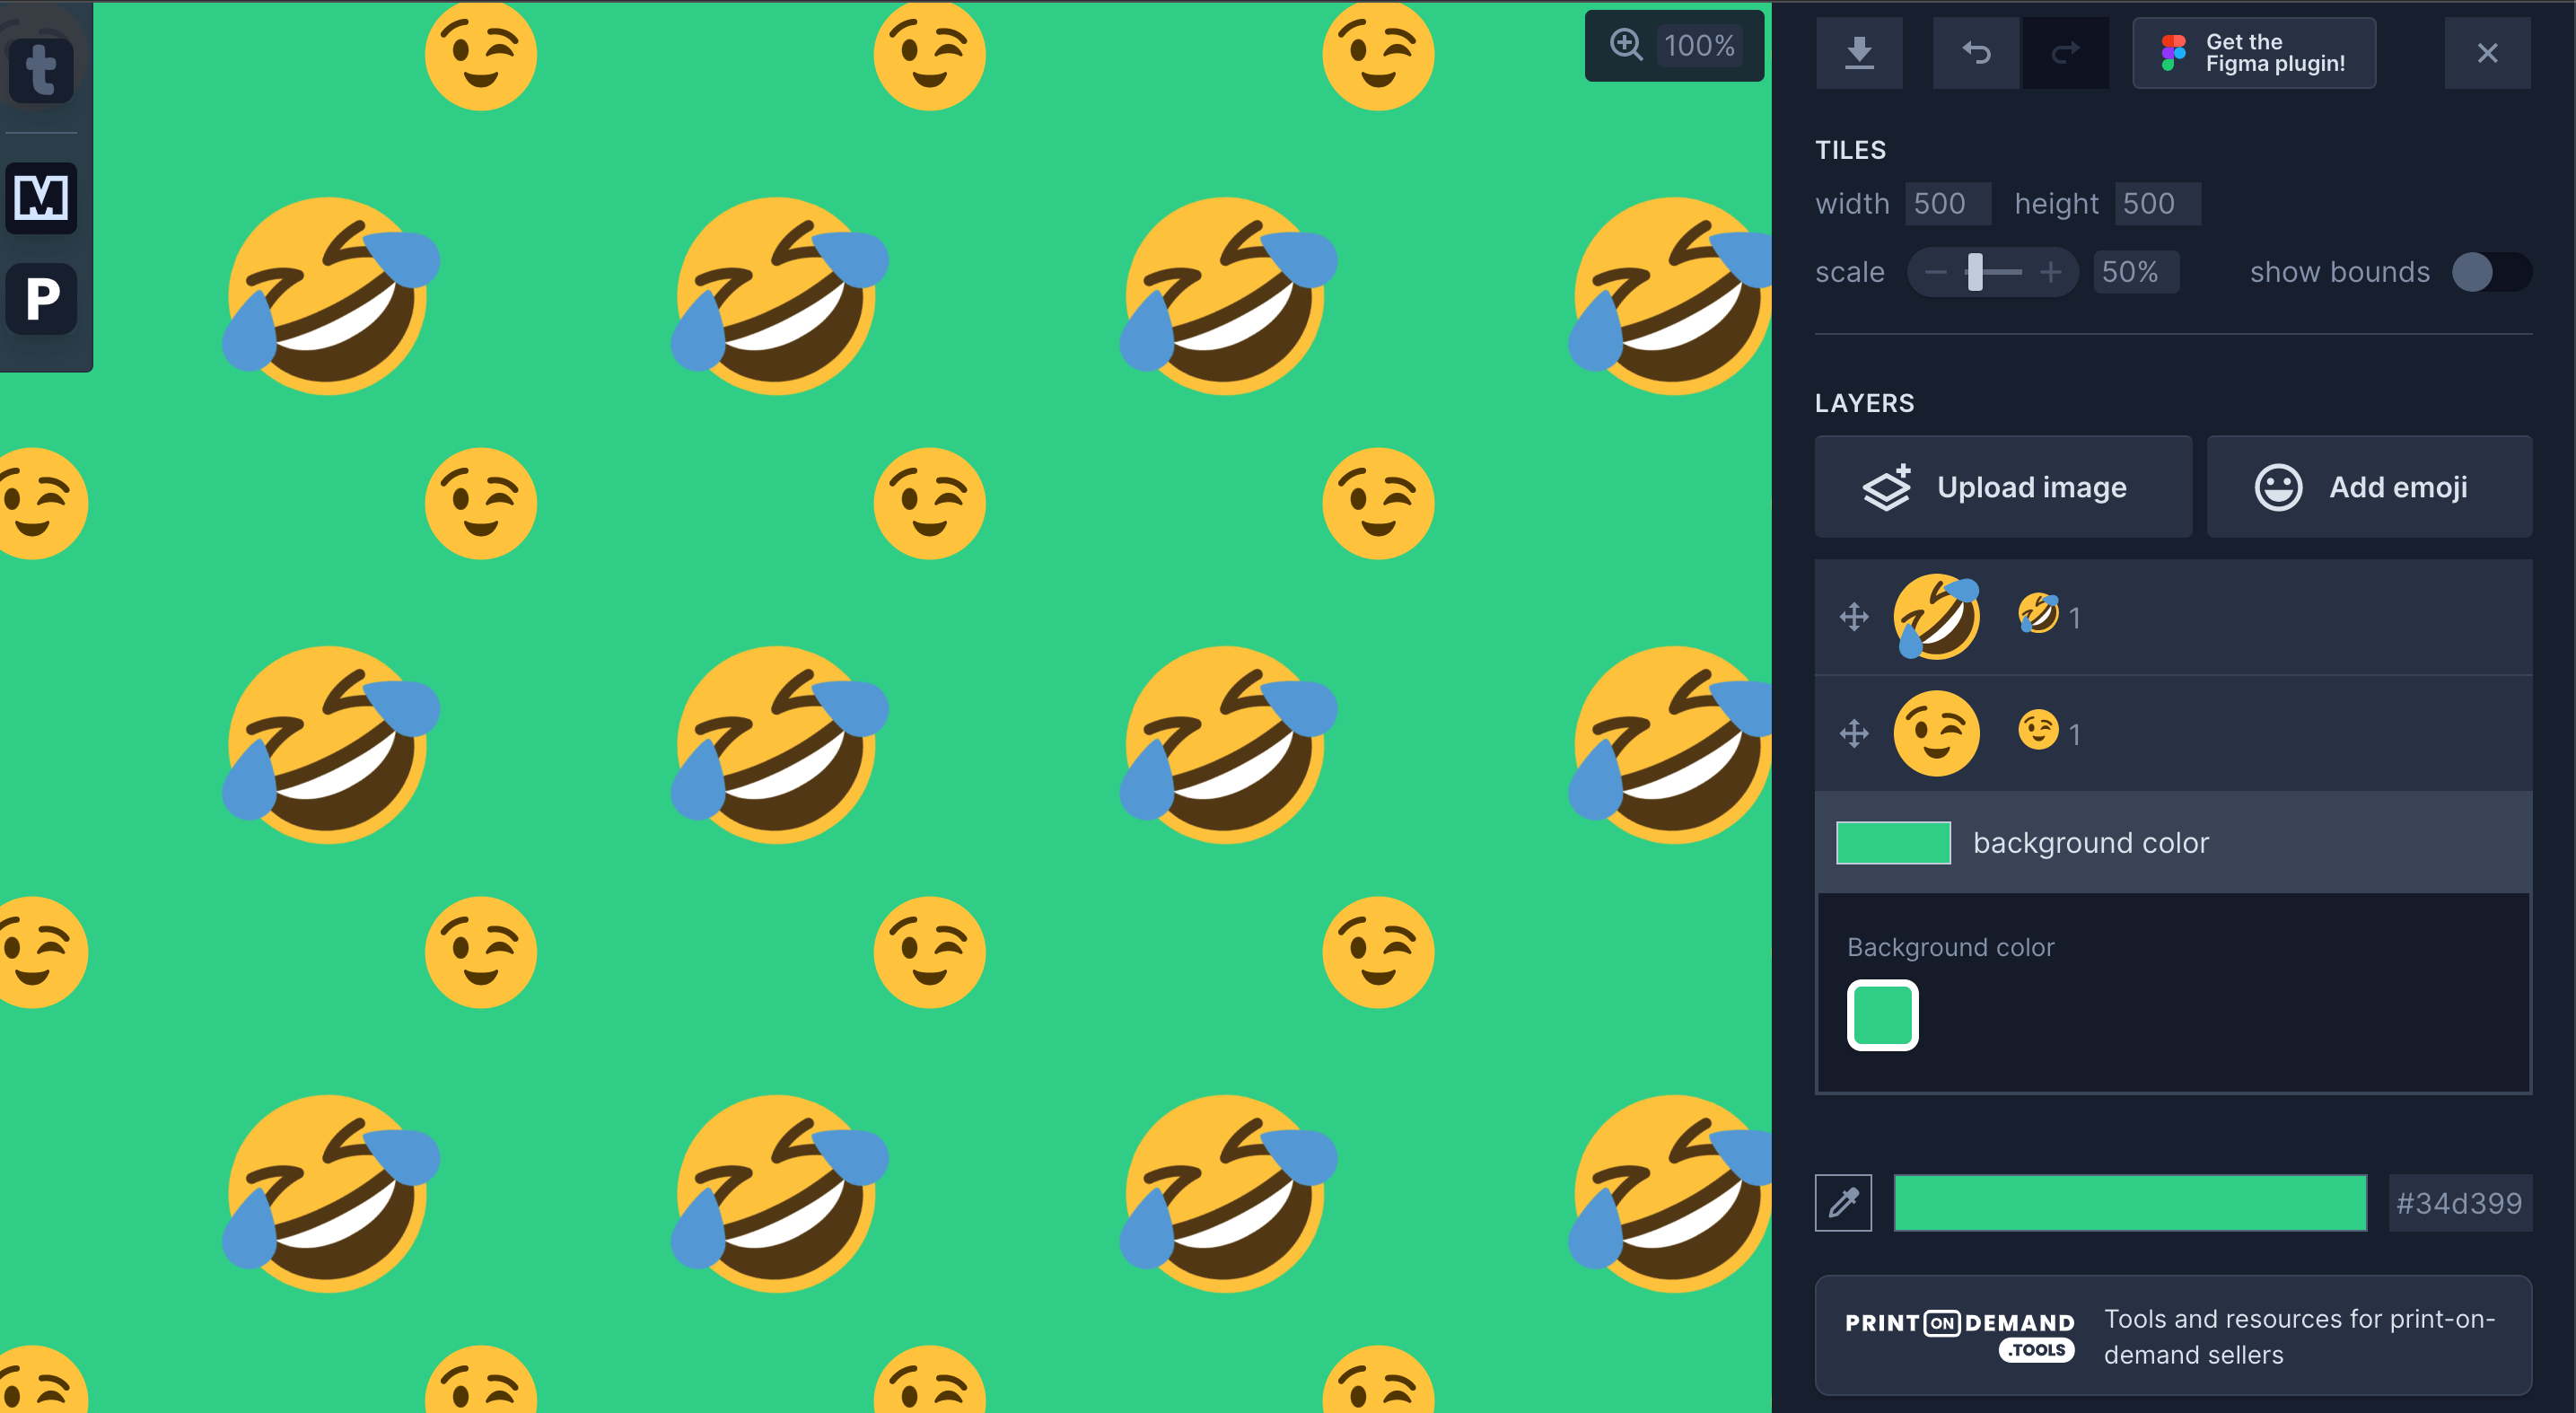 t
M
P
100%
Get the
Figma plugin!
TILES
width 500 height 500
scale 50% show bounds
LAYERS
Upload image Add emoji
1
1
background color
Background color
#34d399
PRINT ON DEMAND
.TOOLS
Tools and resources for print-on-
demand sellers